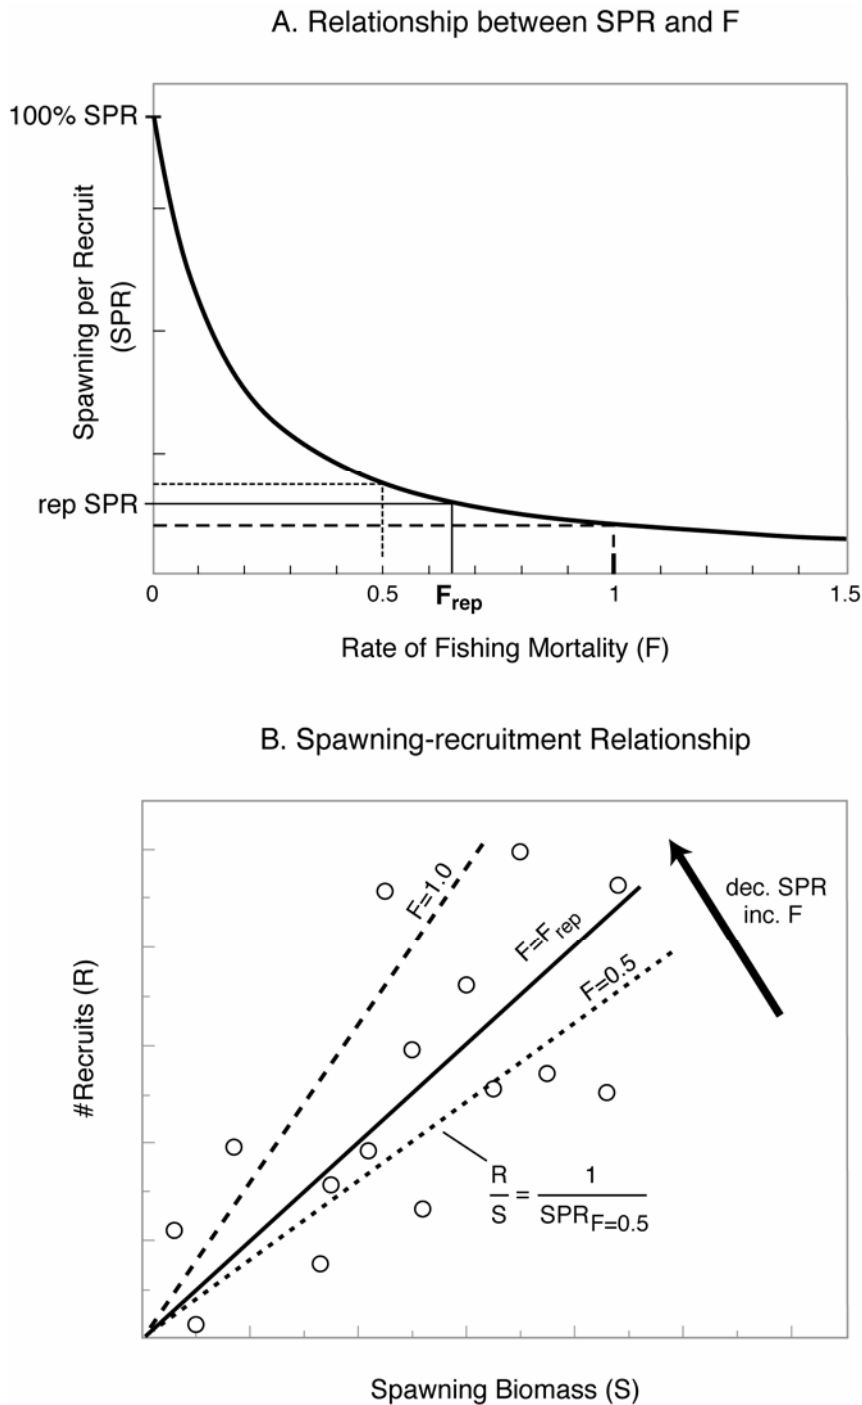 A. Relationship between SPR and F
100% SPR
Spawning per Recruit
(SPR)
rep SPR
0
0.5
Frep
1
1.5
Rate of Fishing Mortality (F)
B. Spawning-recruitment Relationship
F=1.0
F=Frep
F=0.5
dec. SPR
inc. F
#Recruits (R)
R
S
=
1
SPRF=0.5
Spawning Biomass (S)